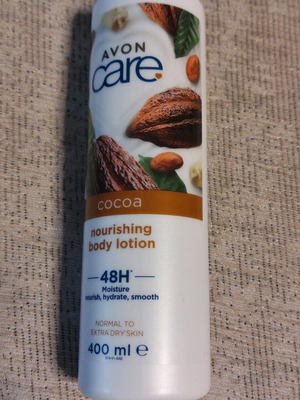 AVON
care
cocoa
nourishing
body lotion
48H*
Moisture
nourish, hydrate, smooth
NORMAL TO
EXTRA DRY SKIN
400 ml e